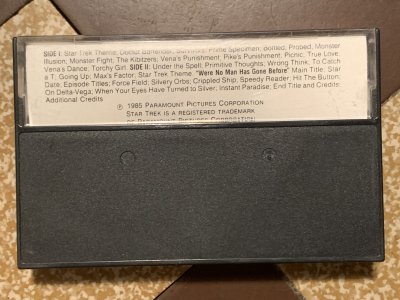 SIDE I: Star Trek Theme; Doctor Bartender; Survivors; Prime Specimen; Bottled, Probed, Monster
Illusion, Monster Fight; The Kibitzers; Vena's Punishment; Pike's Punishment; Picnic; True Love,
Vena's Dance; Torchy Girl. SIDE II: Under the Spell; Primitive Thoughts; Wrong Think, To Catch
a T, Going Up; Max's Factor; Star Trek Theme. "Were No Man Has Gone Before" Main Title, Star
Date; Episode Titles; Force Field; Silvery Orbs; Crippled Ship; Speedy Reader; Hit The Button;
On Delta-Vega; When Your Eyes Have Turned to Silver; Instant Paradise; End Title and Credits;
Additional Credits
℗ 1985 PARAMOUNT PICTURES CORPORATION
STAR TREK IS A REGISTERED TRADEMARK
OF PARAMOUNT PICTURES CORPORATION